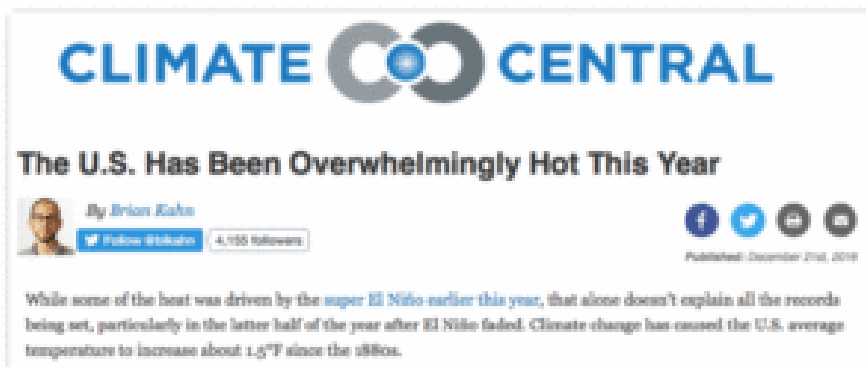 CLIMATE CENTRAL
The U.S. Has Been Overwhelmingly Hot This Year
By Brian Kahn
Follow @blkahn 4,155 followers
Published: December 21st, 2016
While some of the heat was driven by the super El Niño earlier this year, that alone doesn't explain all the records
being set, particularly in the latter half of the year after El Niño faded. Climate change has caused the U.S. average
temperature to increase about 1.5°F since the 1880s.